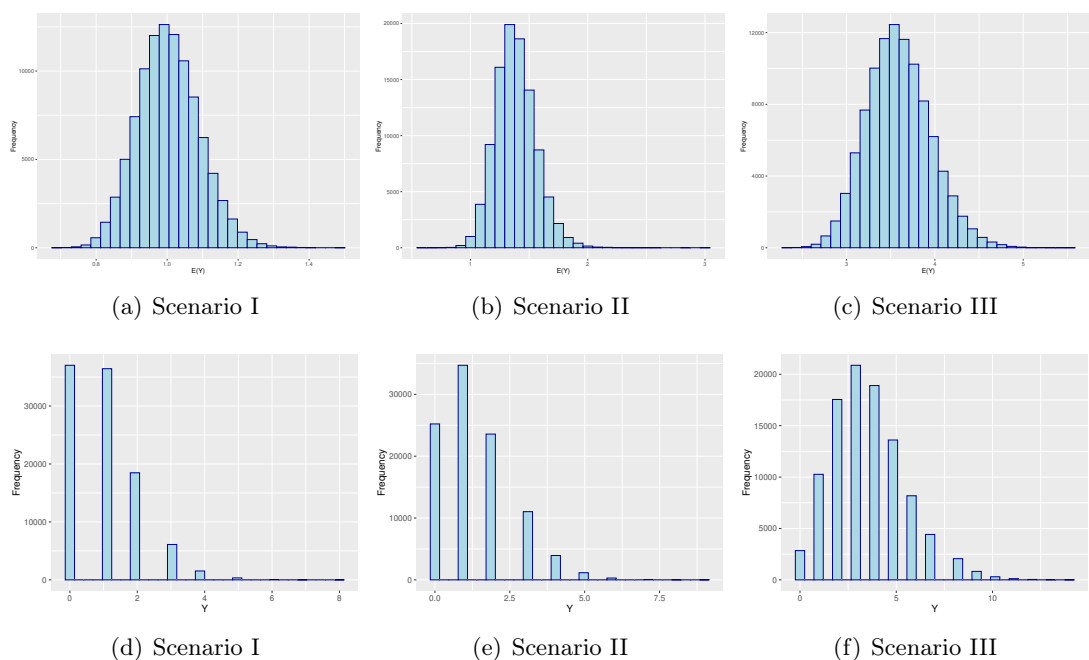 Frequency
10000
5000
0
0.8 1.0 1.2 1.4
E(Y)
(a) Scenario I
Frequency
20000
15000
10000
5000
0
1 2 3
E(Y)
(b) Scenario II
Frequency
12000
8000
4000
0
3 4 5
E(Y)
(c) Scenario III
Frequency
30000
20000
10000
0
0 2 4 6 8
Y
(d) Scenario I
Frequency
30000
20000
10000
0
0.0 2.5 5.0 7.5
Y
(e) Scenario II
Frequency
20000
15000
10000
5000
0
0 5 10
Y
(f) Scenario III